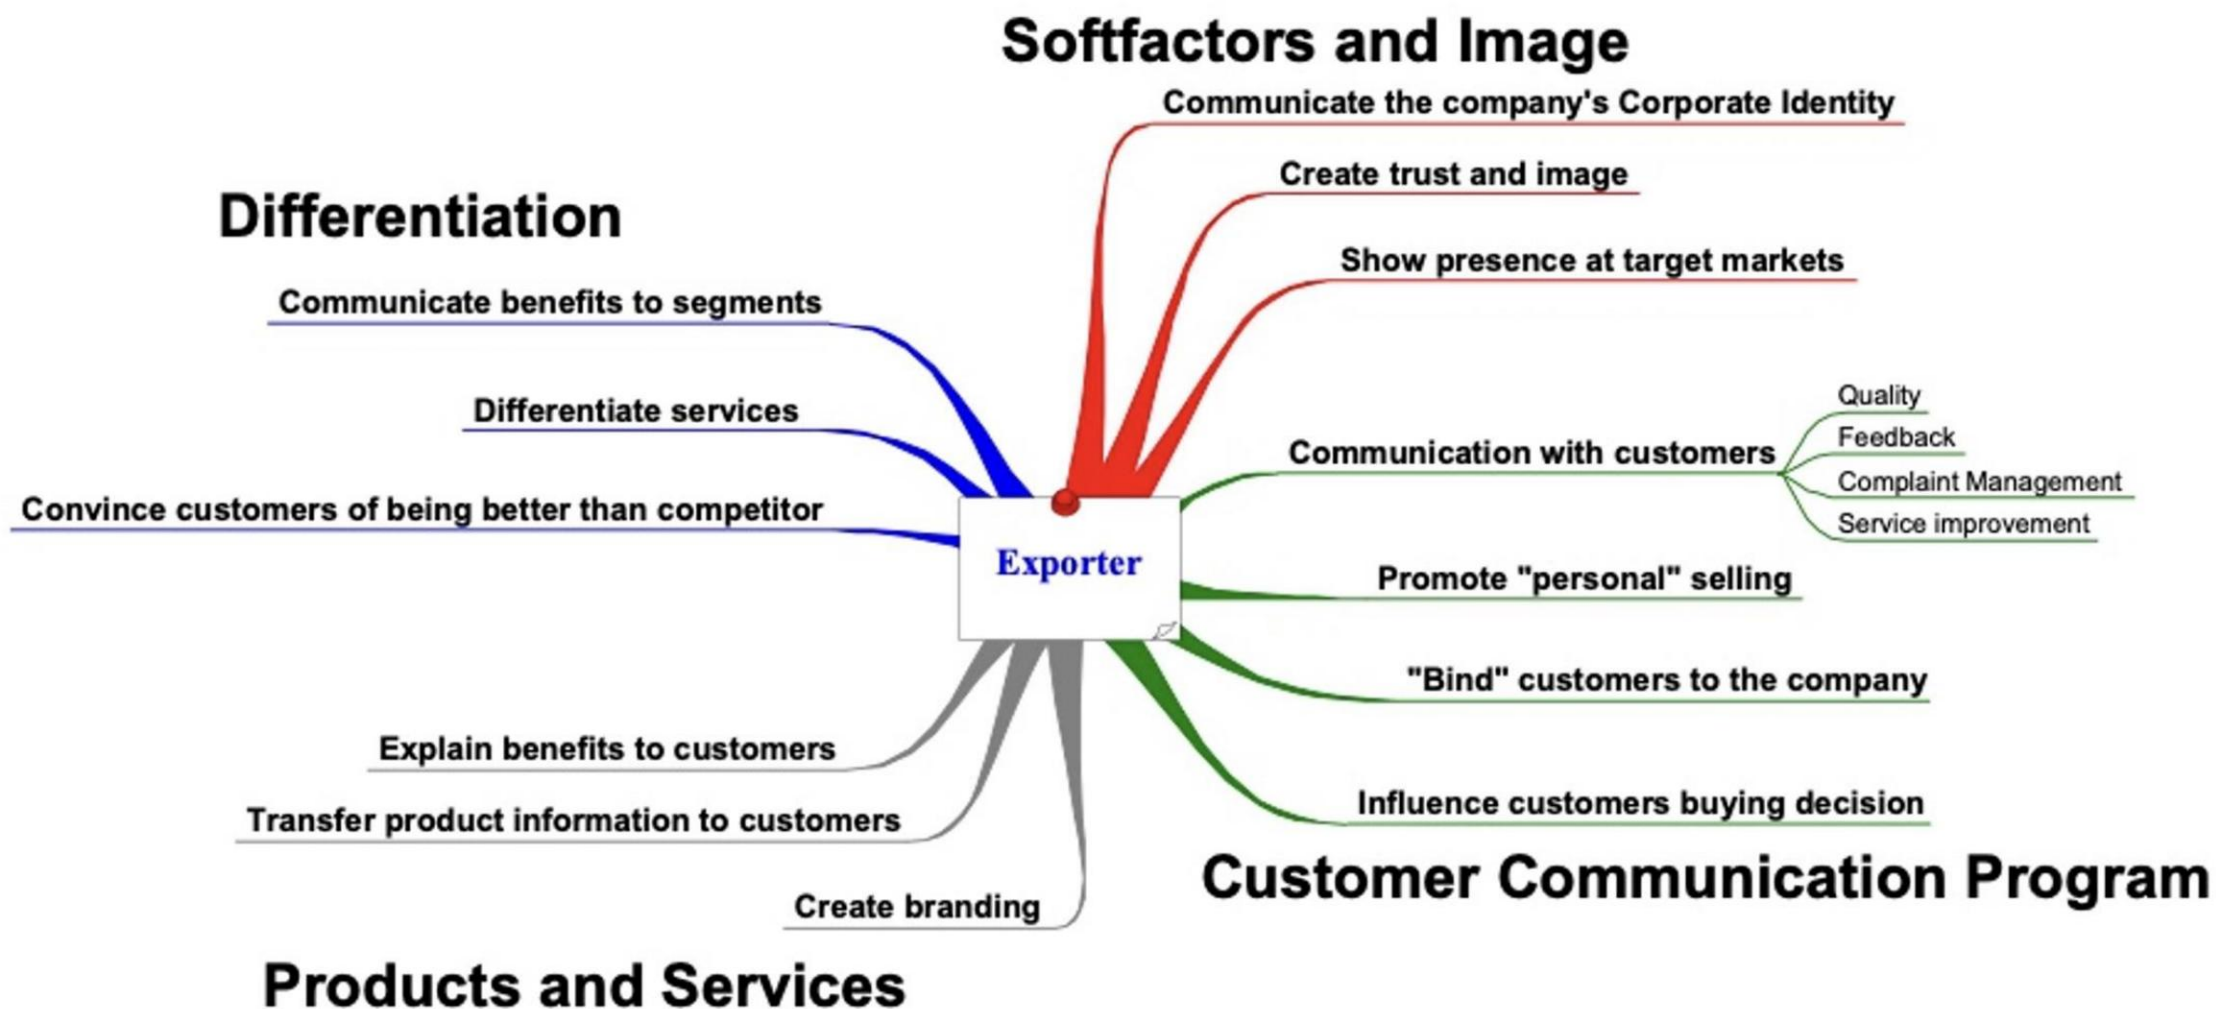 Softfactors and Image
Communicate the company's Corporate Identity
Create trust and image
Show presence at target markets
Differentiation
Communicate benefits to segments
Differentiate services
Convince customers of being better than competitor
Exporter
Communication with customers
Quality
Feedback
Complaint Management
Service improvement
Promote "personal" selling
"Bind" customers to the company
Influence customers buying decision
Customer Communication Program
Explain benefits to customers
Transfer product information to customers
Create branding
Products and Services